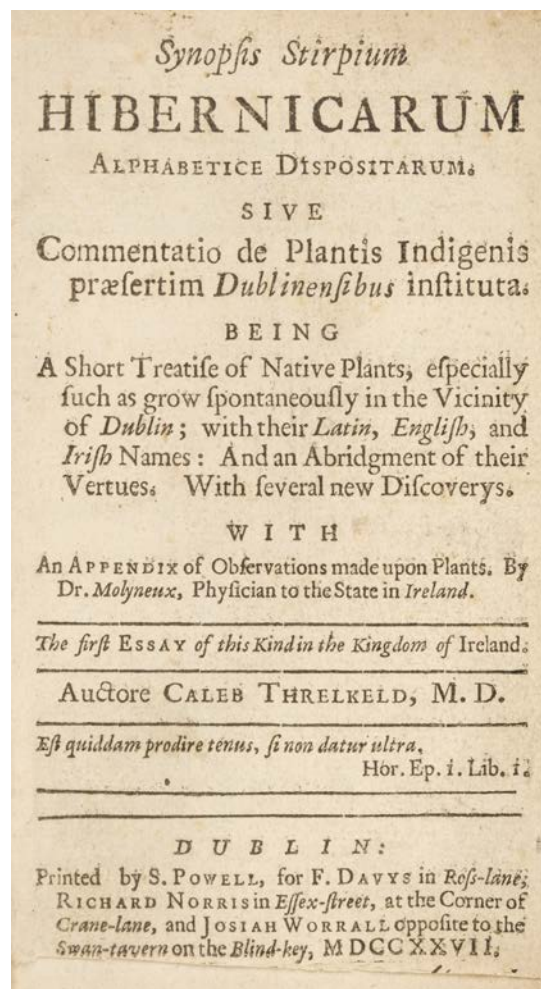 Synopſis Stirpium
HIBERNICARUM
ALPHABETICE DISPOSITARUM.
SIVE
Commentatio de Plantis Indigenis
præſertim Dublinenſibus inſtituta.
BEING
A Short Treatiſe of Native Plants, eſpecially
ſuch as grow ſpontaneouſly in the Vicinity
of Dublin; with their Latin, Engliſh, and
Iriſh Names: And an Abridgment of their
Vertues. With ſeveral new Diſcoverys.
WITH
An APPENDIX of Obſervations made upon Plants. By
Dr. Molyneux, Phyſician to the State in Ireland.
The firſt ESSAY of this Kind in the Kingdom of Ireland.
Auctore CALEB THRELKELD, M. D.
Eſt quiddam prodire tenus, ſi non datur ultra,
Hor. Ep. i. Lib. i.
DUBLIN:
Printed by S. POWELL, for F. DAVYS in Roſs-lane,
RICHARD NORRIS in Eſſex-ſtreet, at the Corner of
Crane-lane, and JOSIAH WORRALL oppoſite to the
Swan-tavern on the Blind-key, MDCCXXVII.